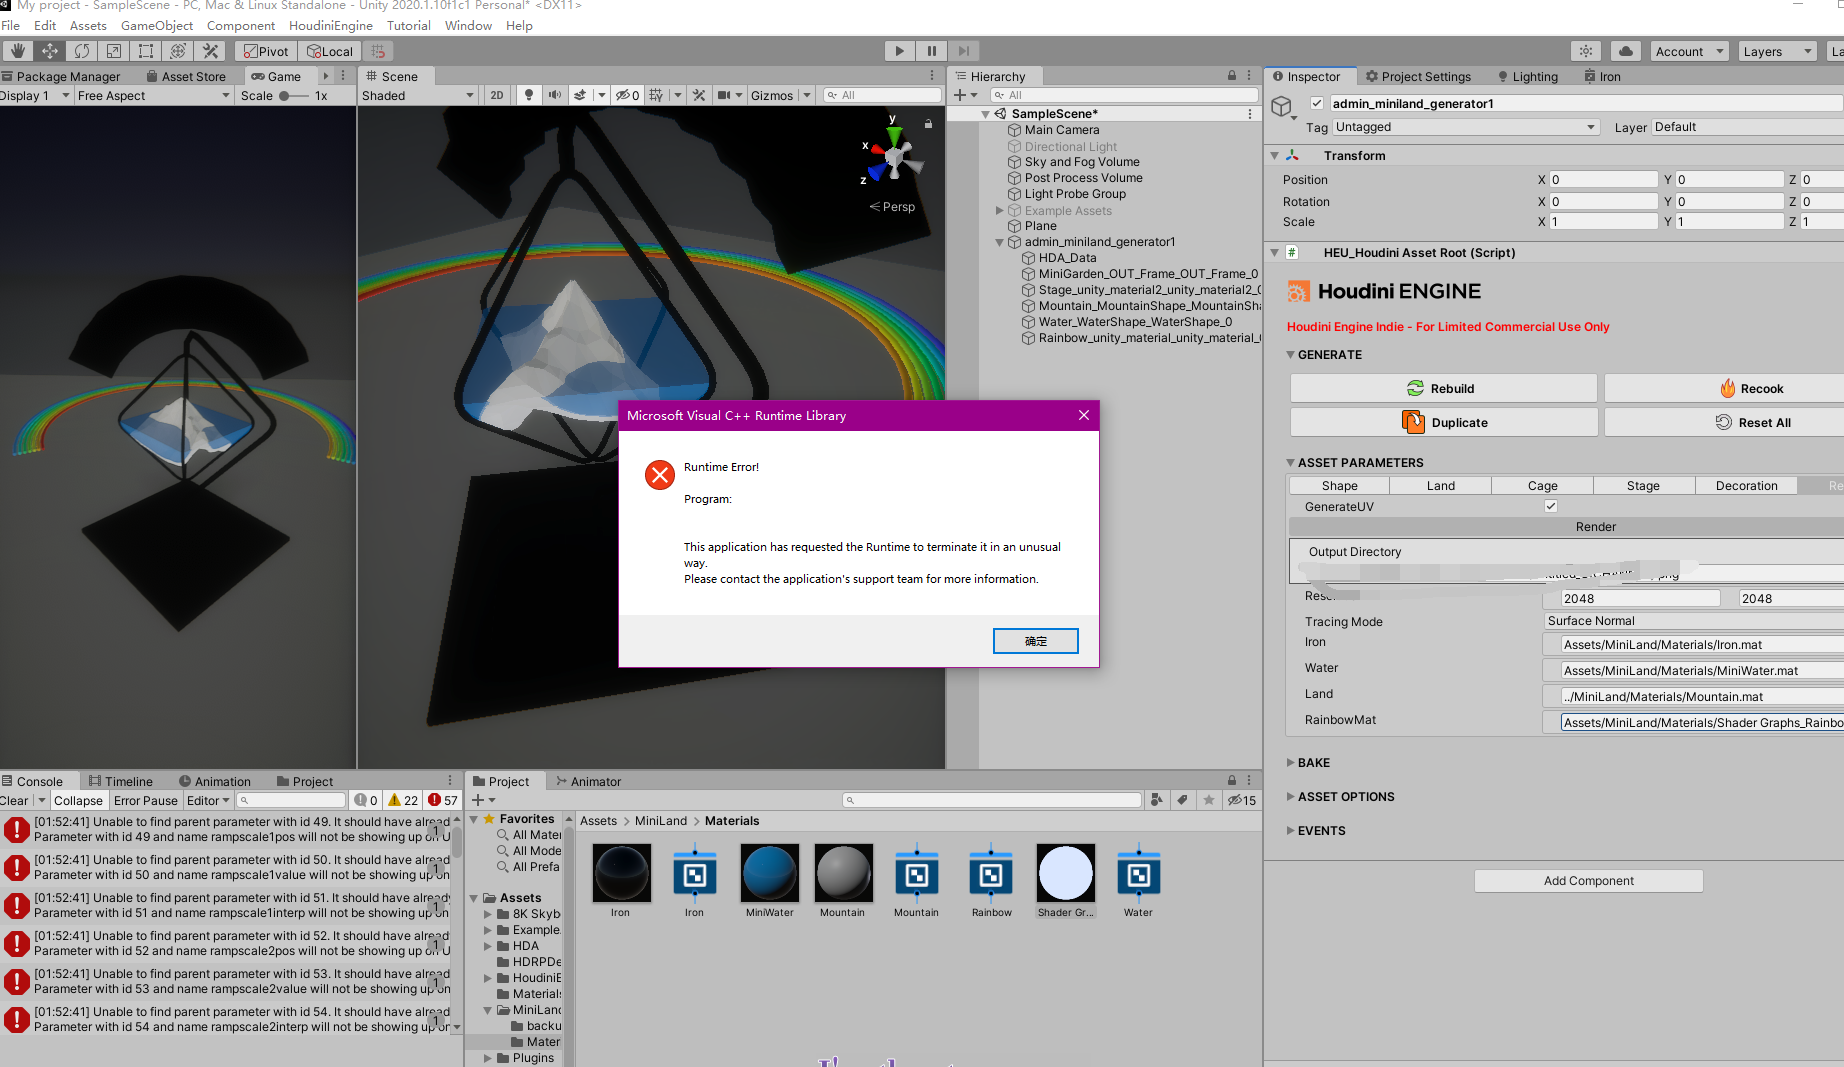 My project - SampleScene - PC, Mac & Linux Standalone - Unity 2020.1.10f1c1 Personal* <DX11>
File Edit Assets GameObject Component HoudiniEngine Tutorial Window Help
Pivot Local Account Layers La
Package Manager Asset Store Game
Display 1 Free Aspect Scale 1x
Scene
Shaded 2D 0 Gizmos All
y
x
z
Persp
Hierarchy
All
SampleScene*
Main Camera
Directional Light
Sky and Fog Volume
Post Process Volume
Light Probe Group
Example Assets
Plane
admin_miniland_generator1
HDA_Data
MiniGarden_OUT_Frame_OUT_Frame_0
Stage_unity_material2_unity_material2_0
Mountain_MountainShape_MountainSha
Water_WaterShape_WaterShape_0
Rainbow_unity_material_unity_material_
Inspector Project Settings Lighting Iron
admin_miniland_generator1
Tag Untagged Layer Default
Transform
Position X 0 Y 0 Z 0
Rotation X 0 Y 0 Z 0
Scale X 1 Y 1 Z 1
# HEU_Houdini Asset Root (Script)
Houdini ENGINE
Houdini Engine Indie - For Limited Commercial Use Only
GENERATE
Rebuild Recook
Duplicate Reset All
ASSET PARAMETERS
Shape Land Cage Stage Decoration Re
GenerateUV
Render
Output Directory
png
Reso
2048 2048
Tracing Mode Surface Normal
Iron Assets/MiniLand/Materials/Iron.mat
Water Assets/MiniLand/Materials/MiniWater.mat
Land ../MiniLand/Materials/Mountain.mat
RainbowMat Assets/MiniLand/Materials/Shader Graphs_Rainbo
BAKE
ASSET OPTIONS
EVENTS
Add Component
Microsoft Visual C++ Runtime Library
Runtime Error!
Program:
This application has requested the Runtime to terminate it in an unusual
way.
Please contact the application's support team for more information.
确定
Console Timeline Animation Project
Clear Collapse Error Pause Editor 0 22 57
[01:52:41] Unable to find parent parameter with id 49. It should have alread
Parameter with id 49 and name rampscale1pos will not be showing up on U
1
[01:52:41] Unable to find parent parameter with id 50. It should have alread
Parameter with id 50 and name rampscale1value will not be showing up on
1
[01:52:41] Unable to find parent parameter with id 51. It should have alread
Parameter with id 51 and name rampscale1interp will not be showing up on
1
[01:52:41] Unable to find parent parameter with id 52. It should have alread
Parameter with id 52 and name rampscale2pos will not be showing up on U
1
[01:52:41] Unable to find parent parameter with id 53. It should have alread
Parameter with id 53 and name rampscale2value will not be showing up on
1
[01:52:41] Unable to find parent parameter with id 54. It should have alread
Parameter with id 54 and name rampscale2interp will not be showing up on
1
Project Animator
15
Favorites
All Mater
All Mode
All Prefa
Assets
8K Skyb
Example
HDA
HDRPDe
HoudiniE
Materials
MiniLand
backu
Mater
Plugins
Assets > MiniLand > Materials
Iron Iron MiniWater Mountain Mountain Rainbow Shader Gr... Water